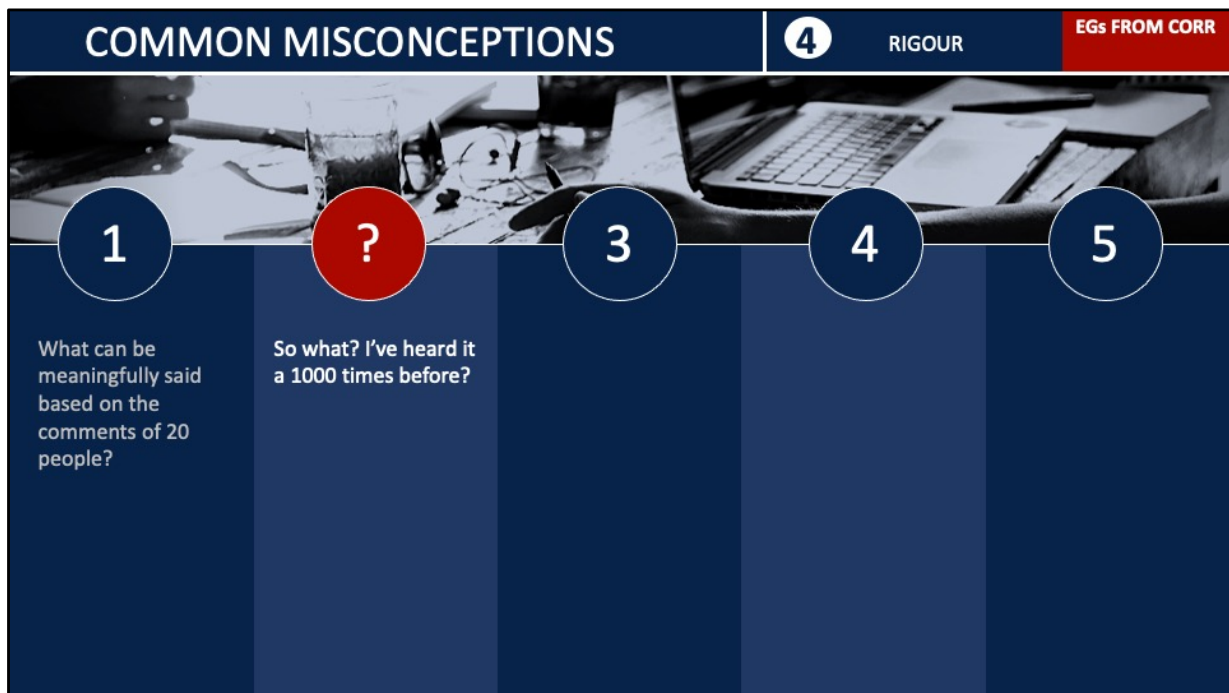 COMMON MISCONCEPTIONS
4
RIGOUR
EGs FROM CORR
1
?
3
4
5
What can be
meaningfully said
based on the
comments of 20
people?
So what? I’ve heard it
a 1000 times before?